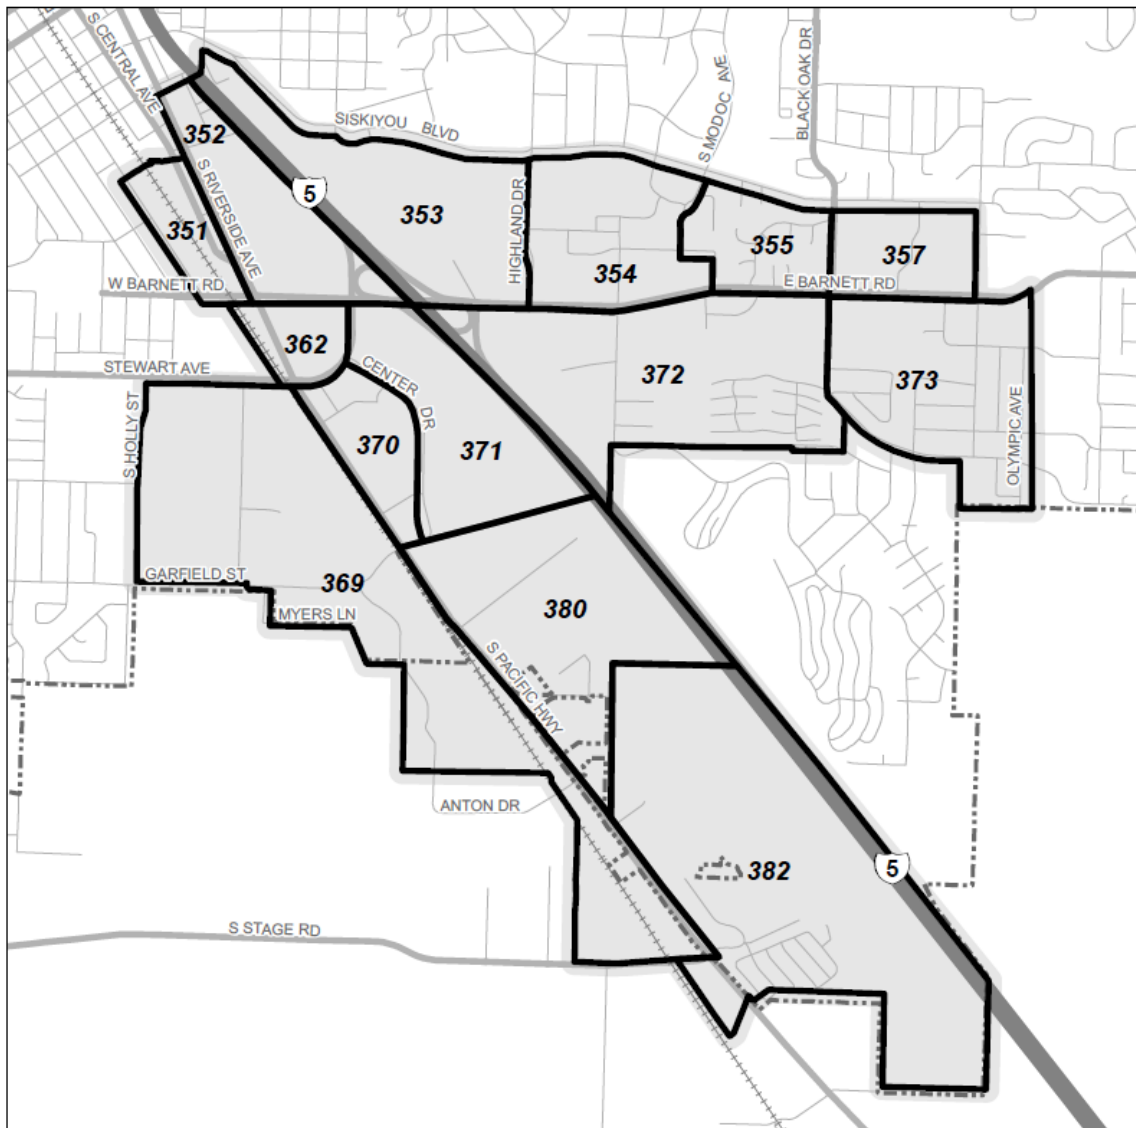 S CENTRAL AVE
SISKIYOU BLVD
S MODOC AVE
BLACK OAK DR
352
S RIVERSIDE AVE
5
353
HIGHLAND DR
351
355
357
354
W BARNETT RD
E BARNETT RD
362
STEWART AVE
CENTER DR
372
373
S HOLLY ST
370
371
OLYMPIC AVE
GARFIELD ST
369
MYERS LN
380
S PACIFIC HWY
ANTON DR
382
5
S STAGE RD